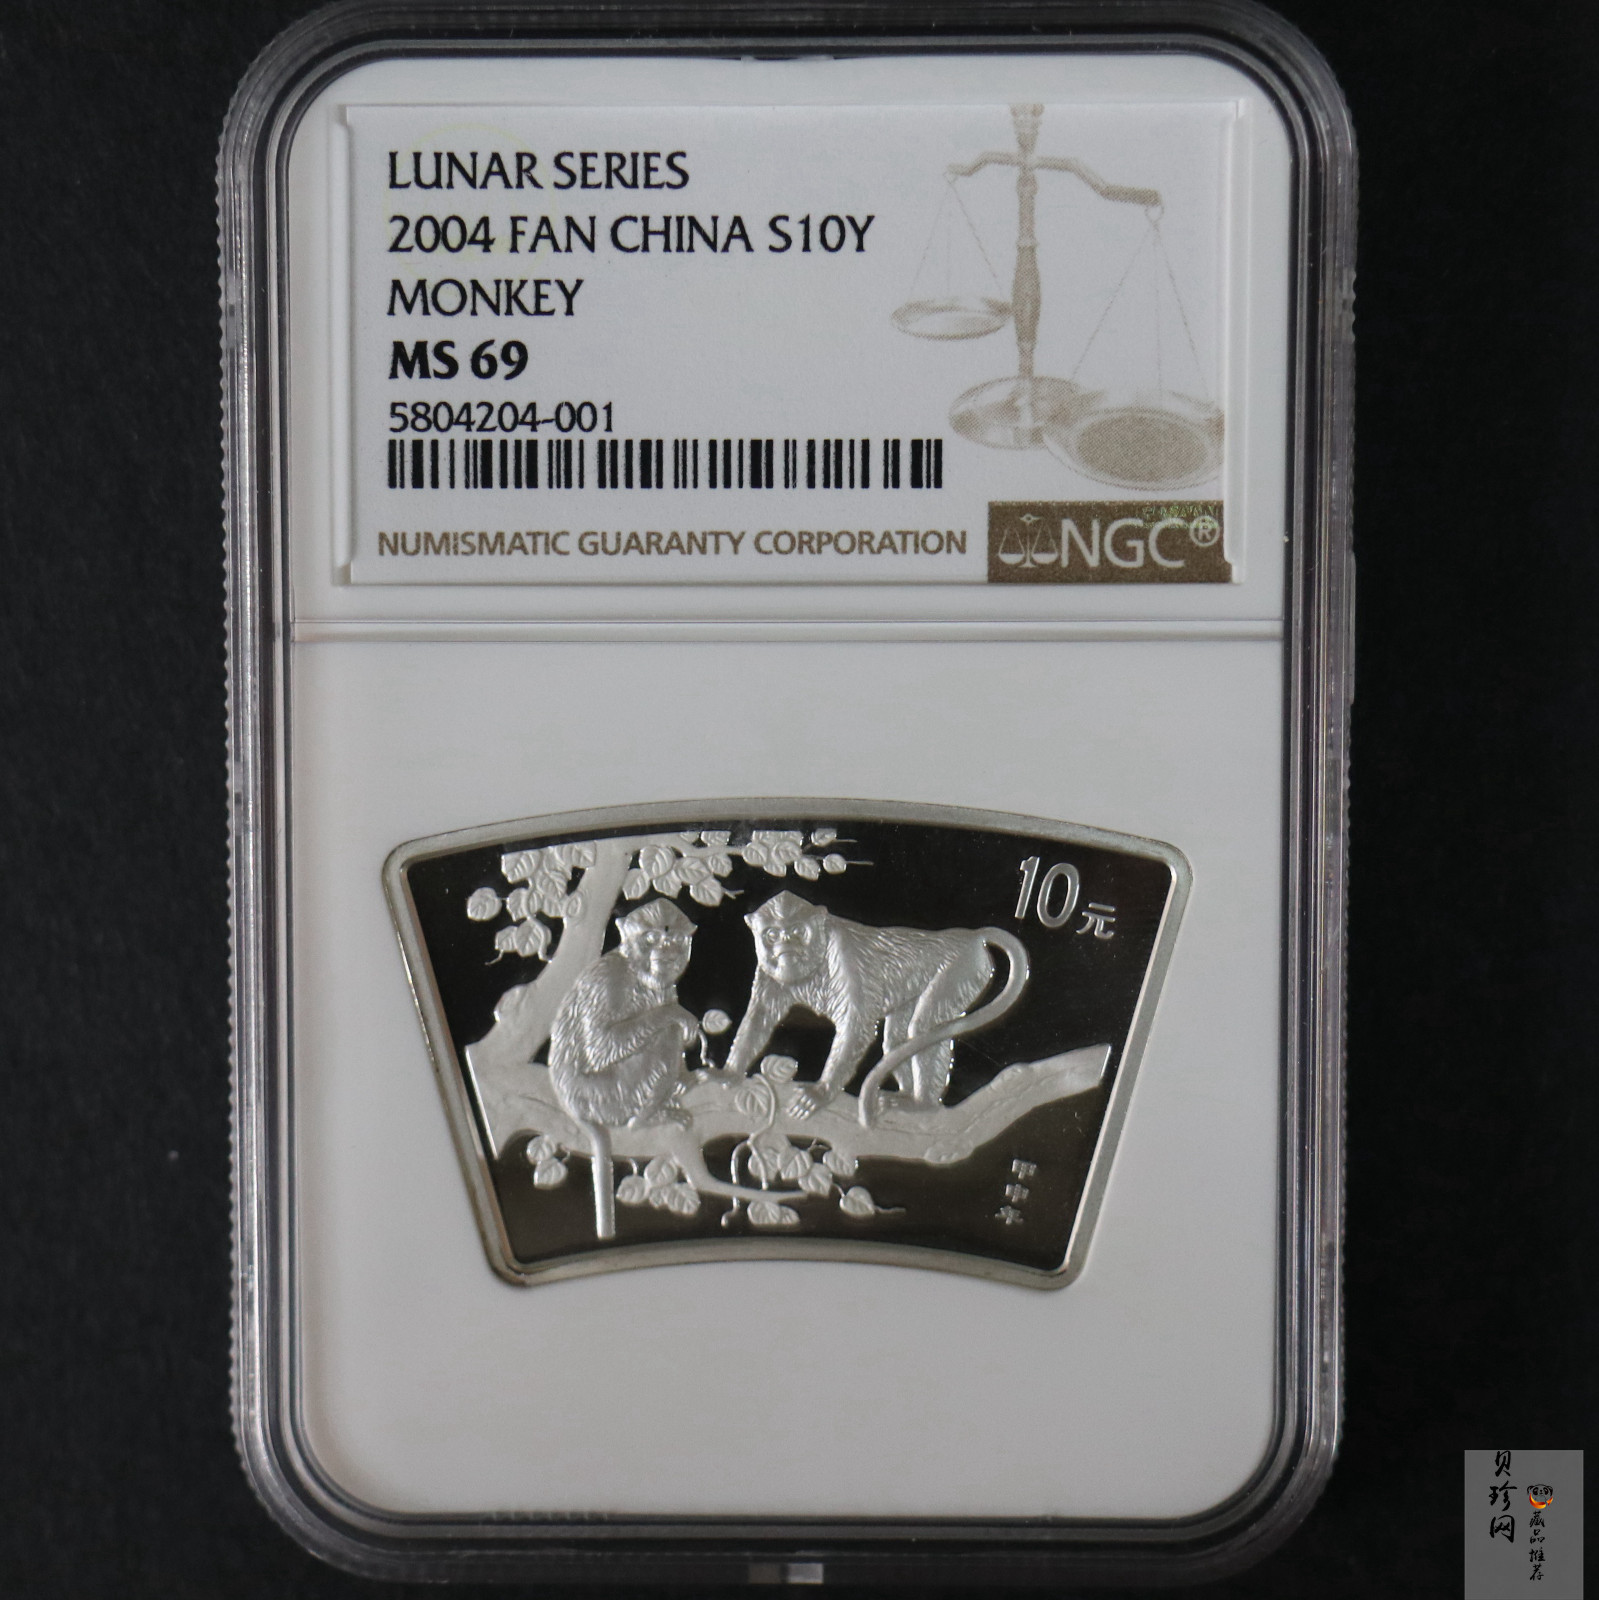 LUNAR SERIES
2004 FAN CHINA S10Y
MONKEY
MS 69
5804204-001
NUMISMATIC GUARANTY CORPORATION
NGC®
10元
甲申年
贝珍网
藏品推荐